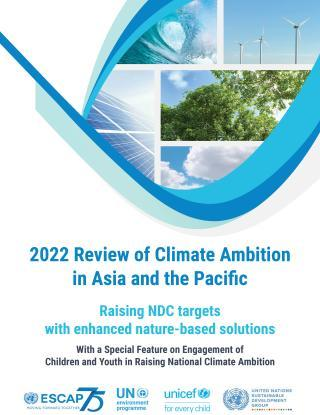 2022 Review of Climate Ambition
in Asia and the Pacific
Raising NDC targets
with enhanced nature-based solutions
With a Special Feature on Engagement of
Children and Youth in Raising National Climate Ambition
ESCAP 75
MOVING FORWARD TOGETHER
UN
environment
programme
unicef
for every child
UNITED NATIONS
SUSTAINABLE
DEVELOPMENT
GROUP